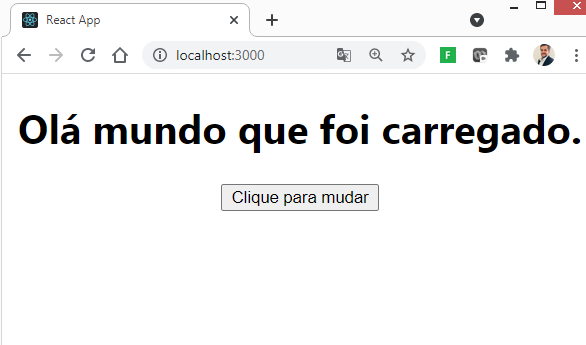 React App
localhost:3000
F
Olá mundo que foi carregado.
Clique para mudar